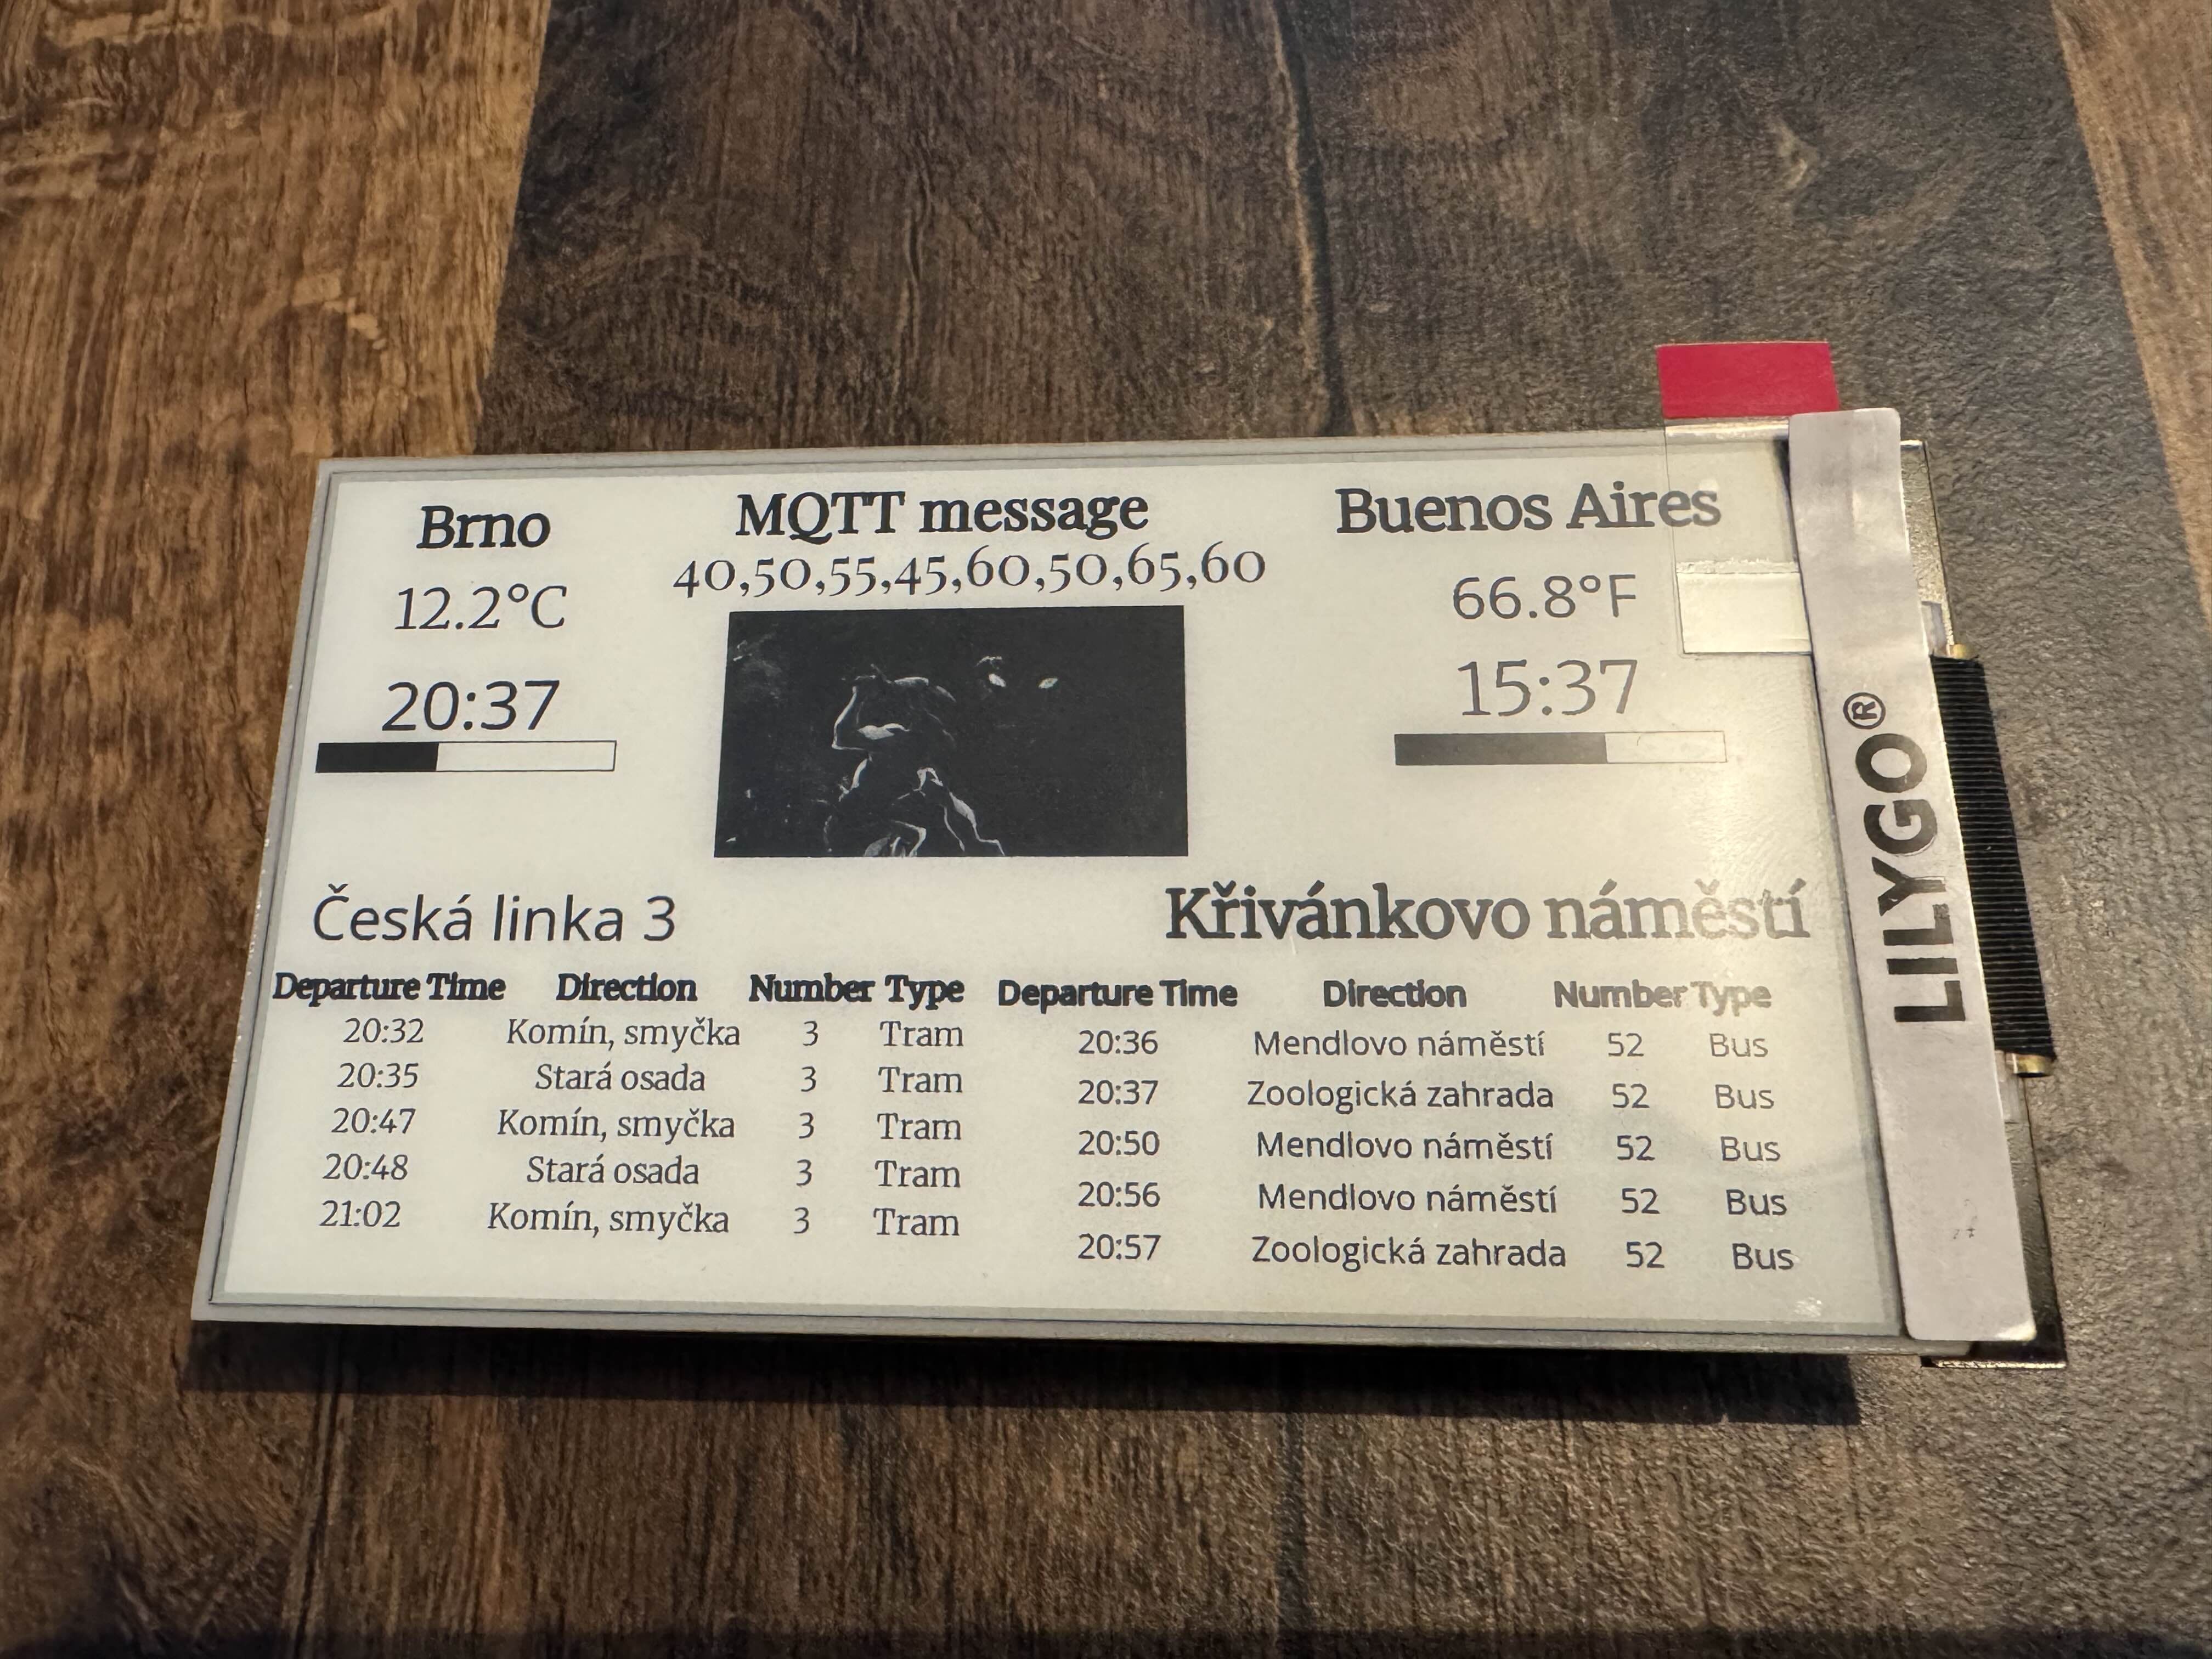 Brno
12.2°C
20:37
MQTT message
40,50,55,45,60,50,65,60
Buenos Aires
66.8°F
15:37
Česká linka 3
Departure Time Direction Number Type
20:32 Komín, smyčka 3 Tram
20:35 Stará osada 3 Tram
20:47 Komín, smyčka 3 Tram
20:48 Stará osada 3 Tram
21:02 Komín, smyčka 3 Tram
Křivánkovo náměstí
Departure Time Direction Number Type
20:36 Mendlovo náměstí 52 Bus
20:37 Zoologická zahrada 52 Bus
20:50 Mendlovo náměstí 52 Bus
20:56 Mendlovo náměstí 52 Bus
20:57 Zoologická zahrada 52 Bus
LILYGO®